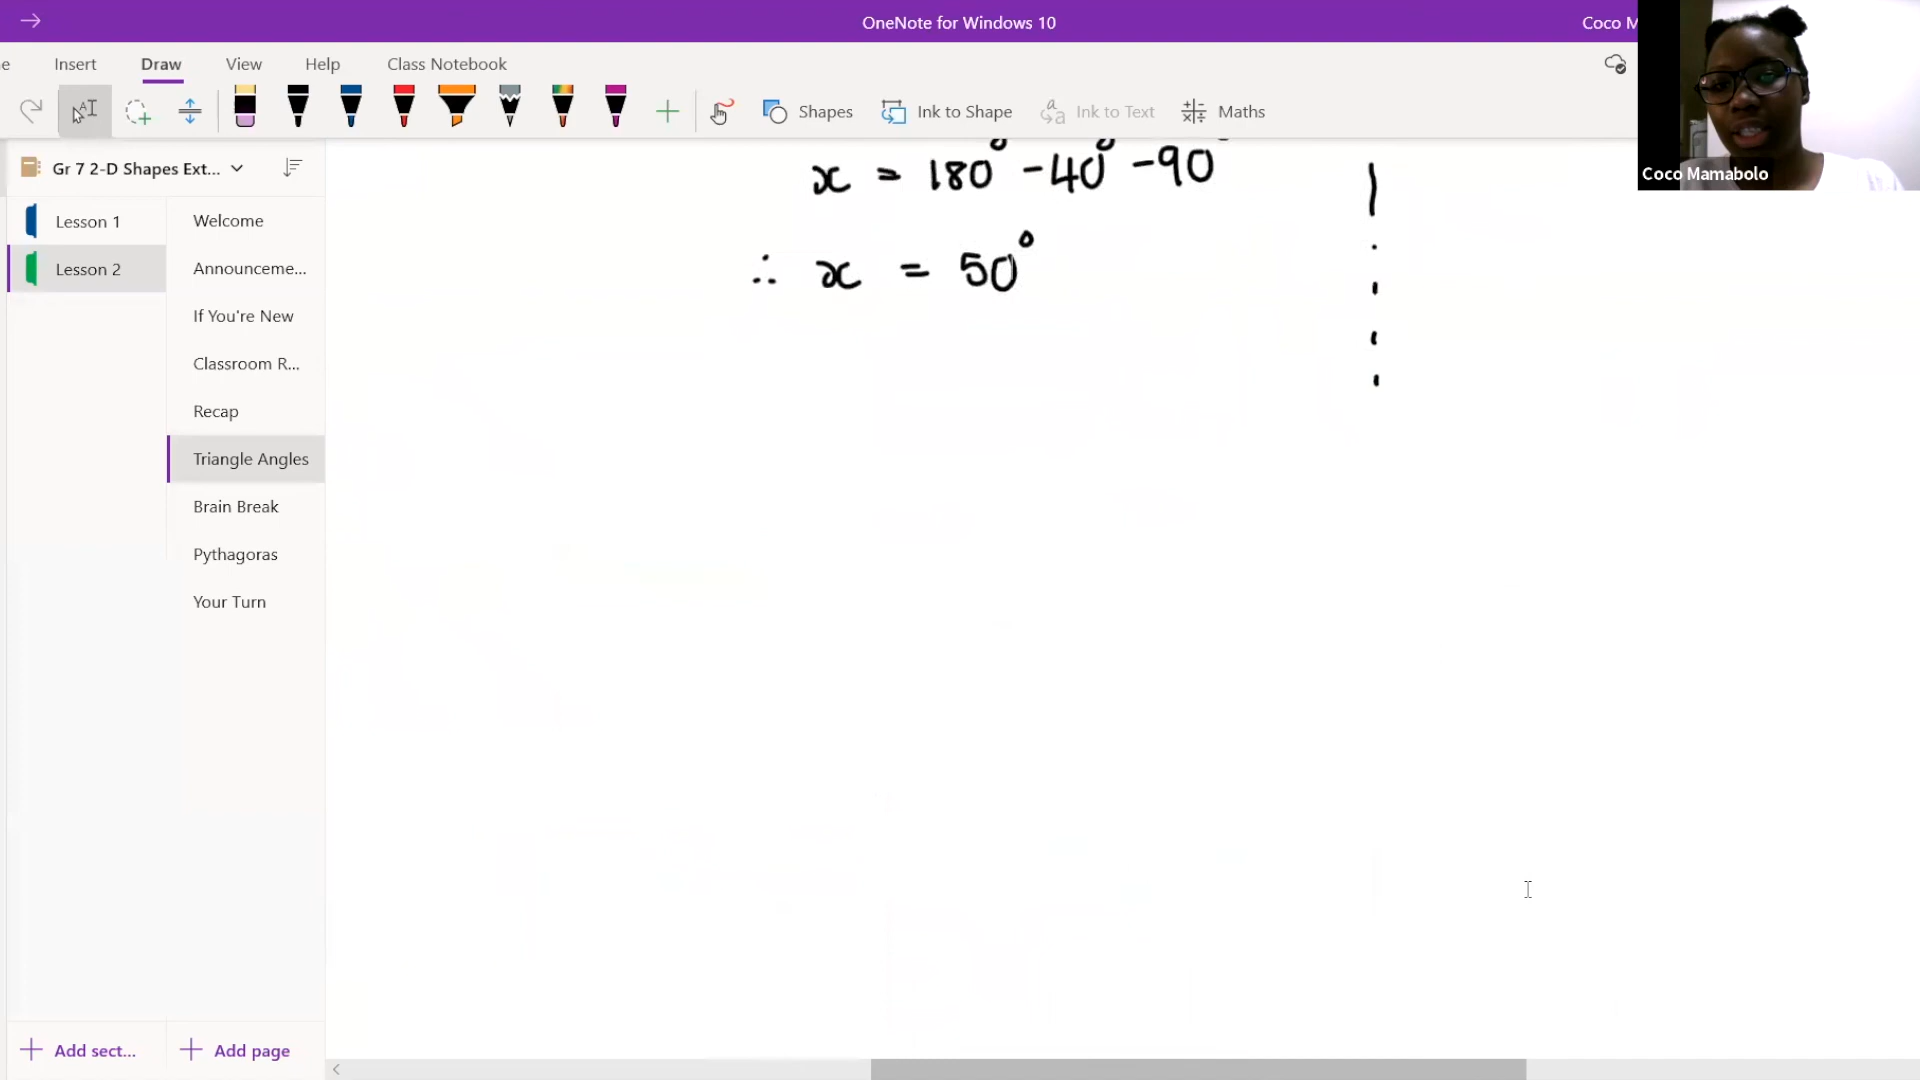 OneNote for Windows 10
Coco M
e Insert Draw View Help Class Notebook
Shapes Ink to Shape Ink to Text Maths
Coco Mamabolo
Gr 7 2-D Shapes Ext...
Lesson 1
Lesson 2
Welcome
Announceme...
If You're New
Classroom R...
Recap
Triangle Angles
Brain Break
Pythagoras
Your Turn
x = 180° - 40° - 90°
∴ x = 50°
+ Add sect...
+ Add page